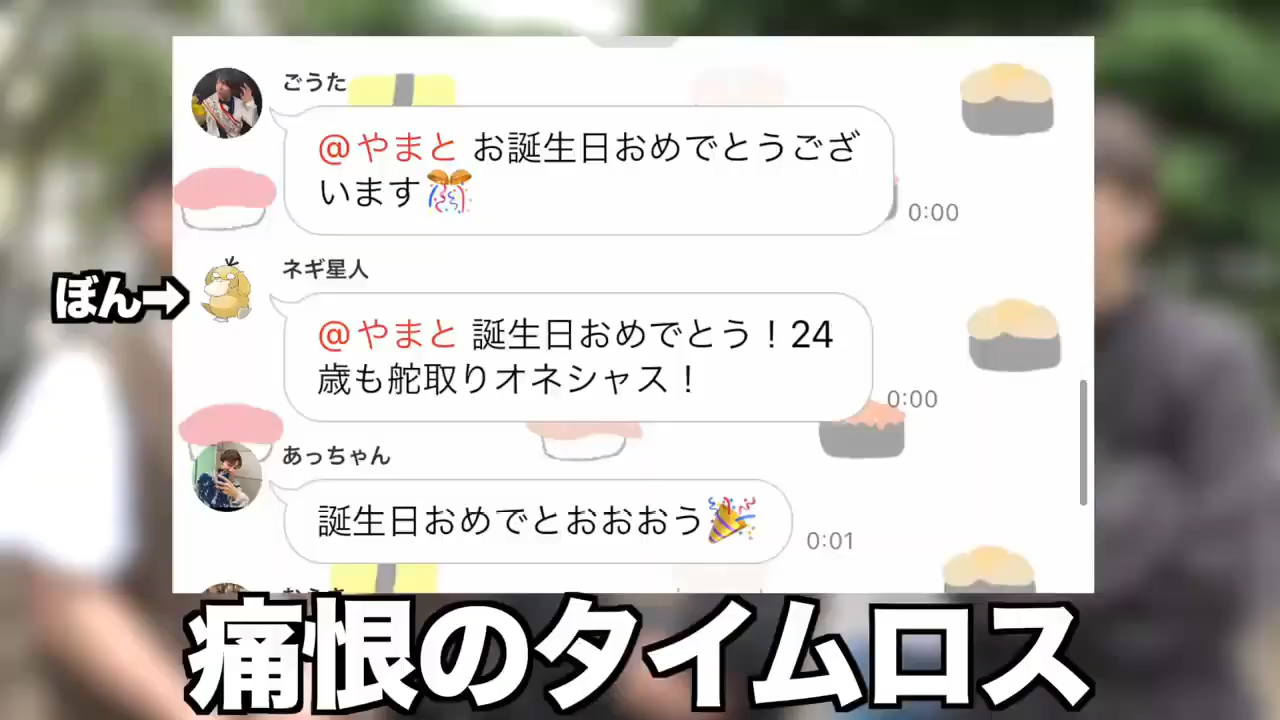 ごうた
@やまと お誕生日おめでとうござ
います🎊
0:00
ぼん→
ネギ星人
@やまと 誕生日おめでとう！24
歳も舵取りオネシャス！
0:00
あっちゃん
誕生日おめでとおおおう🎉
0:01
痛恨のタイムロス